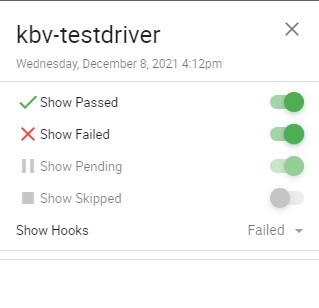 kbv-testdriver
Wednesday, December 8, 2021 4:12pm
Show Passed
Show Failed
Show Pending
Show Skipped
Show Hooks Failed